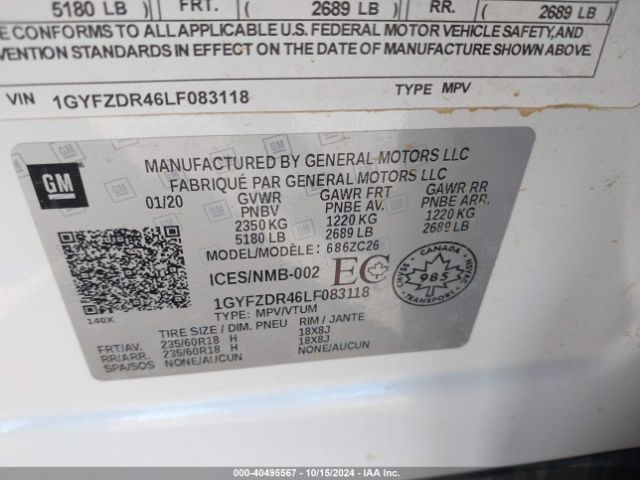 5180 LB ) FRT. ( 2689 LB ) RR. ( 2689 LB )
E CONFORMS TO ALL APPLICABLE U.S. FEDERAL MOTOR VEHICLE SAFETY AND
VENTION STANDARDS IN EFFECT ON THE DATE OF MANUFACTURE SHOWN ABOVE.
VIN 1GYFZDR46LF083118 TYPE MPV
GM
MANUFACTURED BY GENERAL MOTORS LLC
FABRIQUÉ PAR GENERAL MOTORS LLC
01/20 GVWR GAWR FRT GAWR RR
PNBV PNBE AV. PNBE ARR.
2350 KG 1220 KG 1220 KG
5180 LB 2689 LB 2689 LB
MODEL/MODÈLE: 686ZC26
ICES/NMB-002 EC
CANADA
CMVSS NSVAC
985
TRANSPORT
1GYFZDR46LF083118
TYPE: MPV/VTUM
140X
TIRE SIZE / DIM. PNEU RIM / JANTE
FRT/AV. 235/60R18 H 18X8J
RR/ARR. 235/60R18 H 18X8J
SPA/SOS NONE/AUCUN NONE/AUCUN
© - 40495567 - 10/15/2024 - IAA Inc.